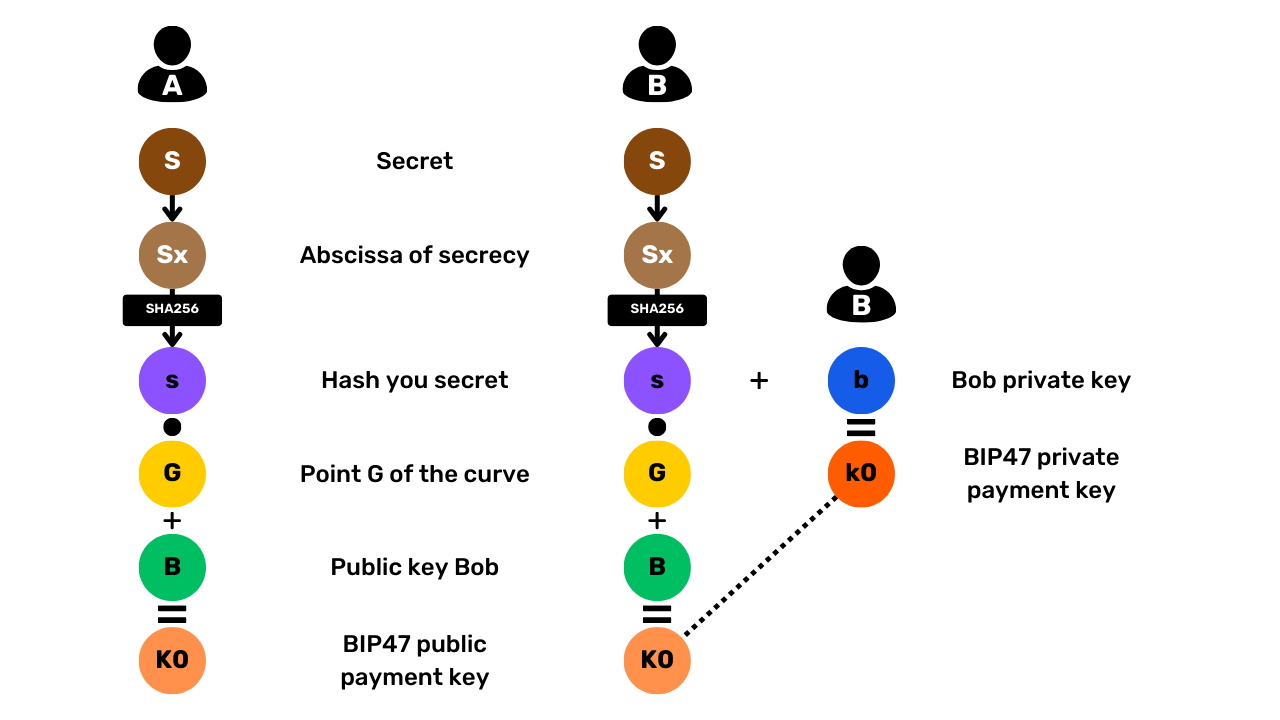 A
B
S
Secret
S
Sx
Abscissa of secrecy
Sx
SHA256
SHA256
B
s
Hash you secret
s
+
b
Bob private key
=
G
Point G of the curve
G
k0
BIP47 private
payment key
+
+
B
Public key Bob
B
=
=
K0
BIP47 public
payment key
K0